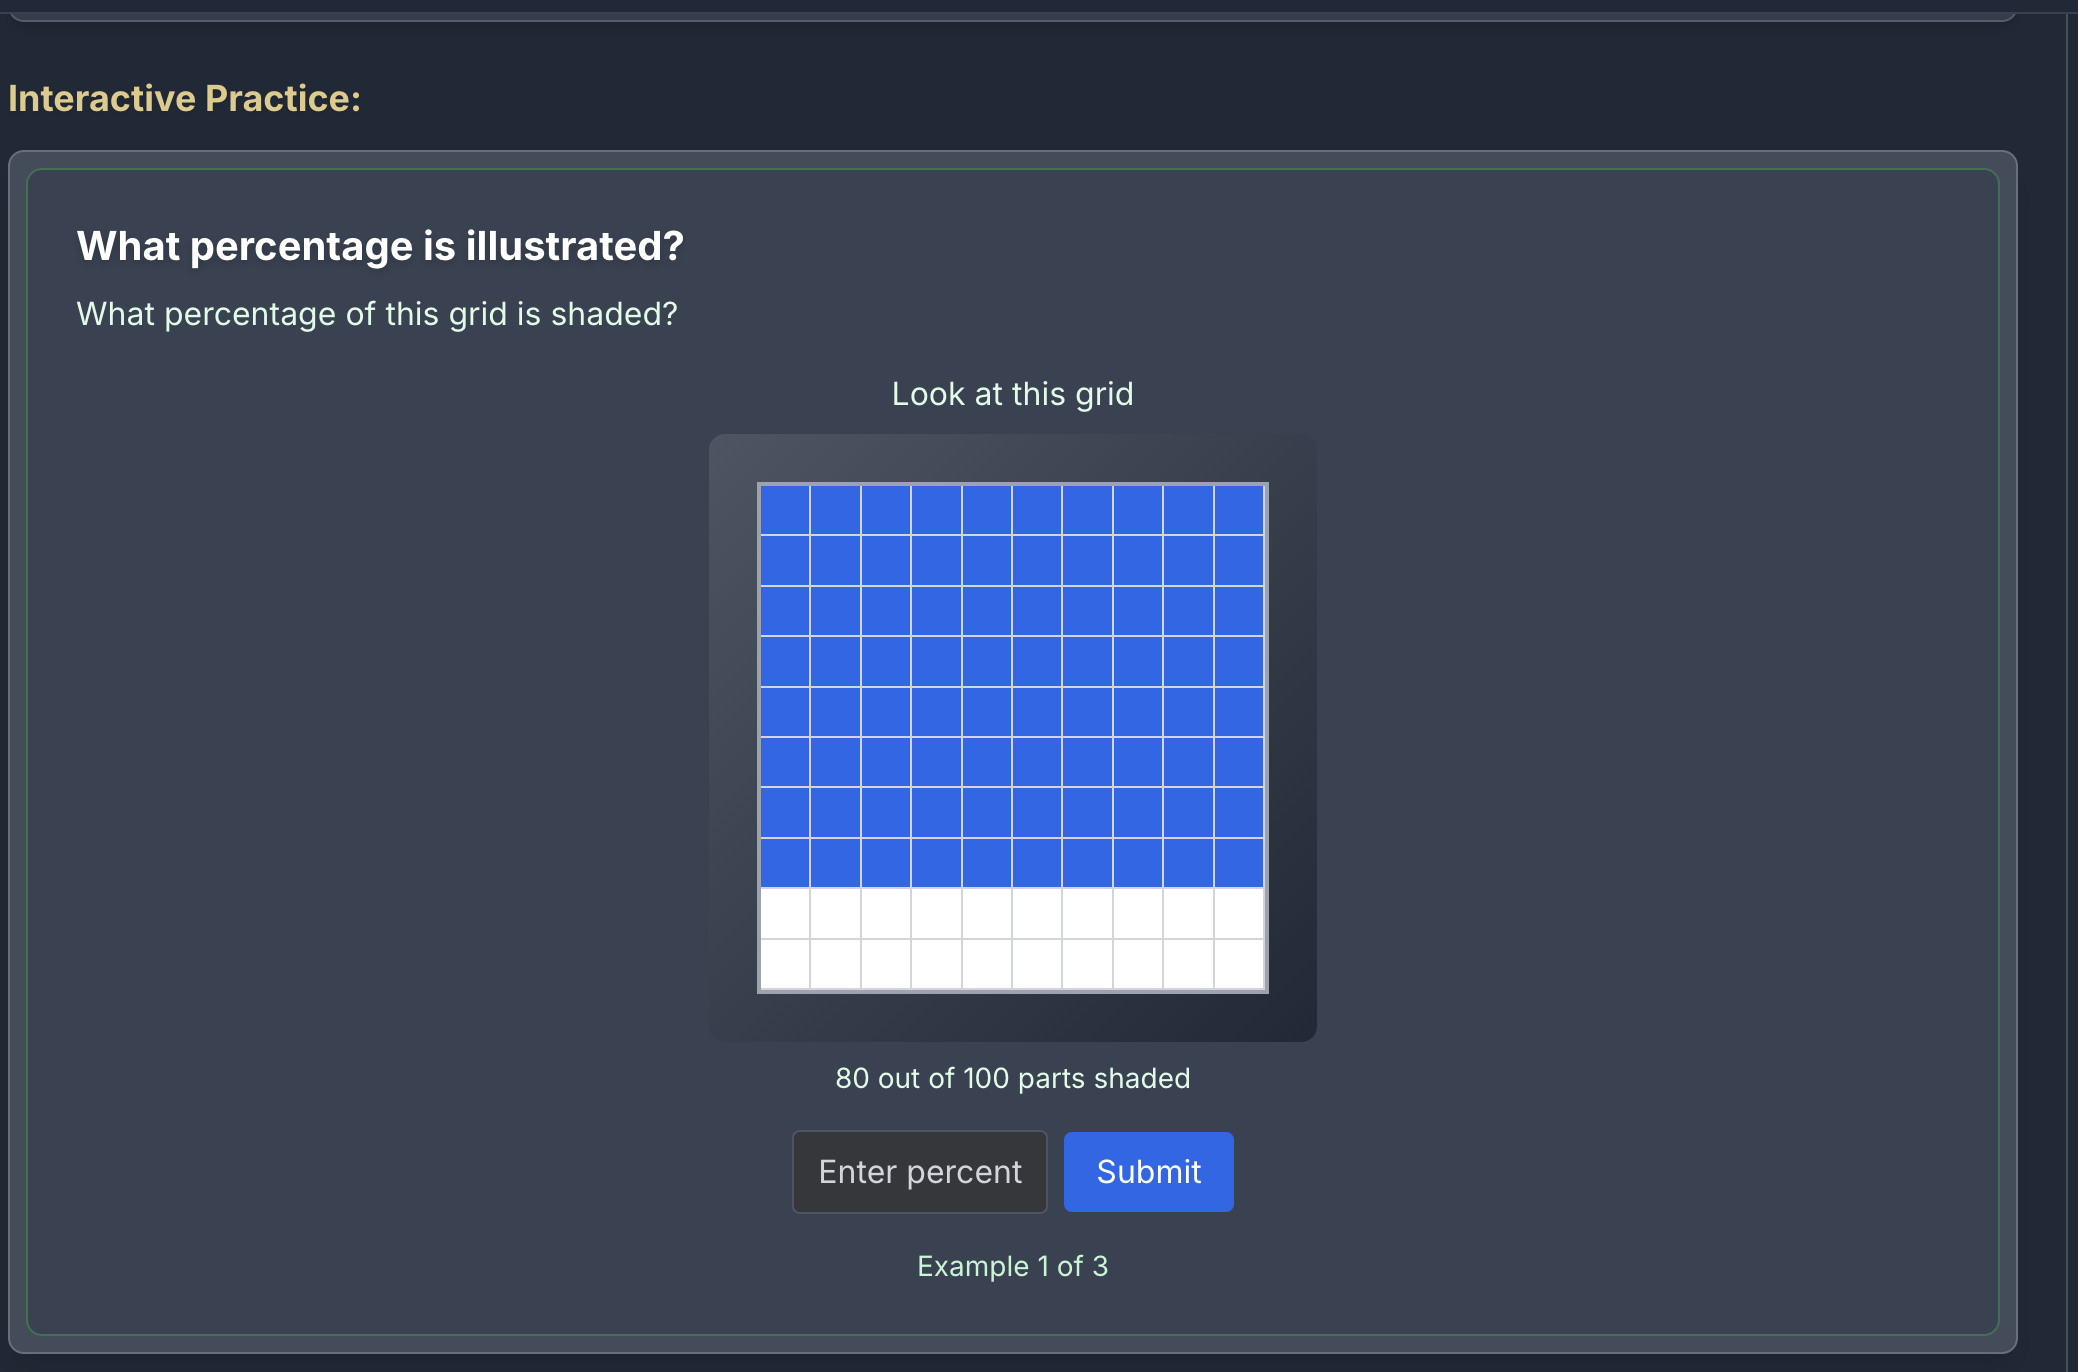 Interactive Practice:
What percentage is illustrated?
What percentage of this grid is shaded?
Look at this grid
80 out of 100 parts shaded
Enter percent
Submit
Example 1 of 3